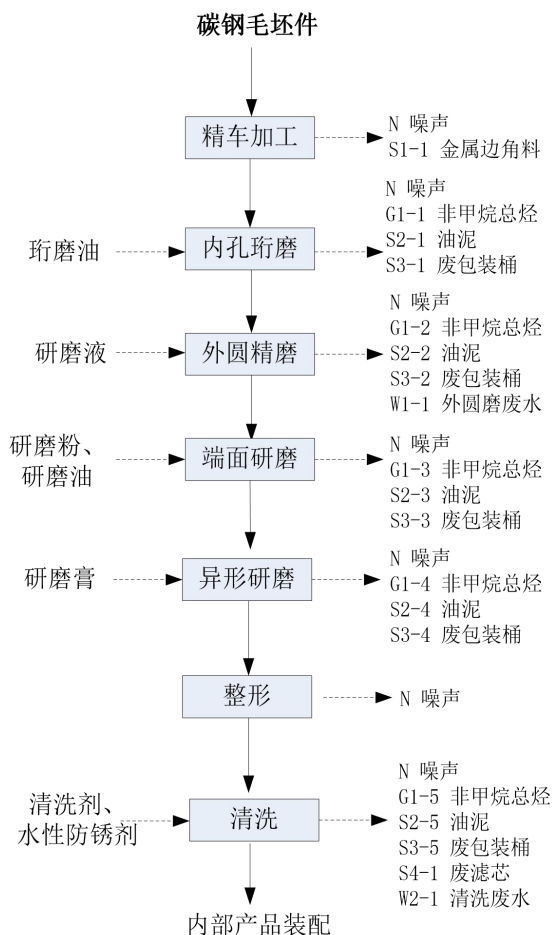 碳钢毛坯件
精车加工
N 噪声
S1-1 金属边角料
珩磨油
内孔珩磨
N 噪声
G1-1 非甲烷总烃
S2-1 油泥
S3-1 废包装桶
研磨液
外圆精磨
N 噪声
G1-2 非甲烷总烃
S2-2 油泥
S3-2 废包装桶
W1-1 外圆磨废水
研磨粉、
研磨油
端面研磨
N 噪声
G1-3 非甲烷总烃
S2-3 油泥
S3-3 废包装桶
研磨膏
异形研磨
N 噪声
G1-4 非甲烷总烃
S2-4 油泥
S3-4 废包装桶
整形
N 噪声
清洗剂、
水性防锈剂
清洗
N 噪声
G1-5 非甲烷总烃
S2-5 油泥
S3-5 废包装桶
S4-1 废滤芯
W2-1 清洗废水
内部产品装配